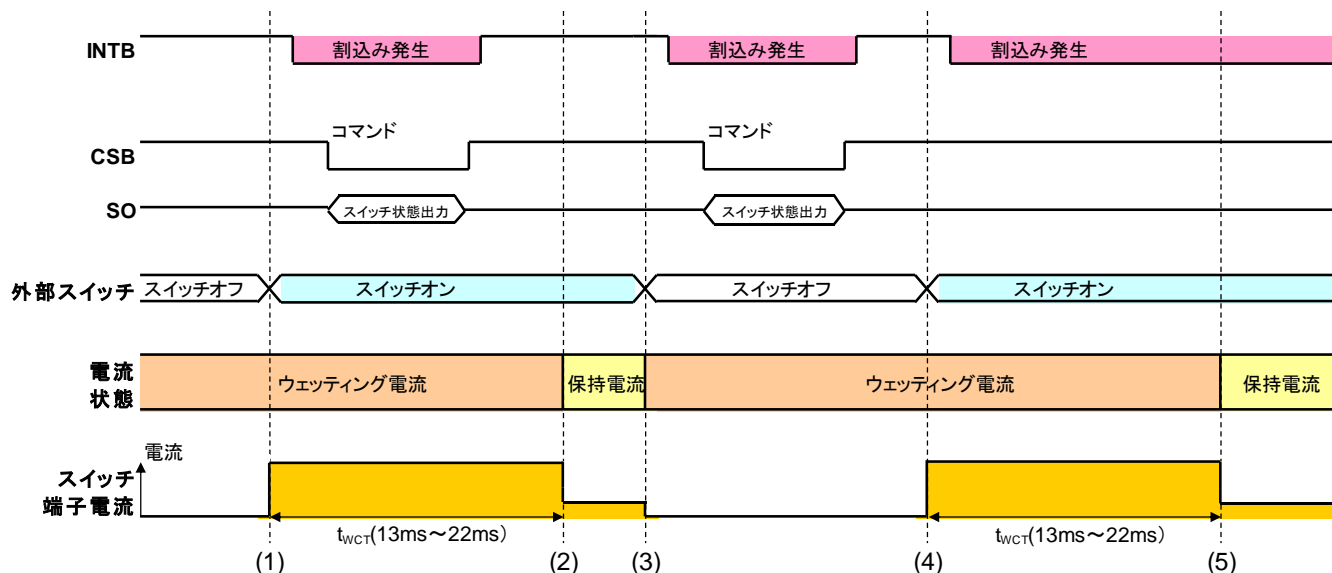 INTB
割込み発生 割込み発生 割込み発生
コマンド コマンド
CSB
SO
スイッチ状態出力 スイッチ状態出力
外部スイッチ
スイッチオフ スイッチオン スイッチオフ スイッチオン
電流
状態
ウェッティング電流 保持電流 ウェッティング電流 保持電流
電流
スイッチ
端子電流
tWCT(13ms～22ms) tWCT(13ms～22ms)
(1) (2) (3) (4) (5)